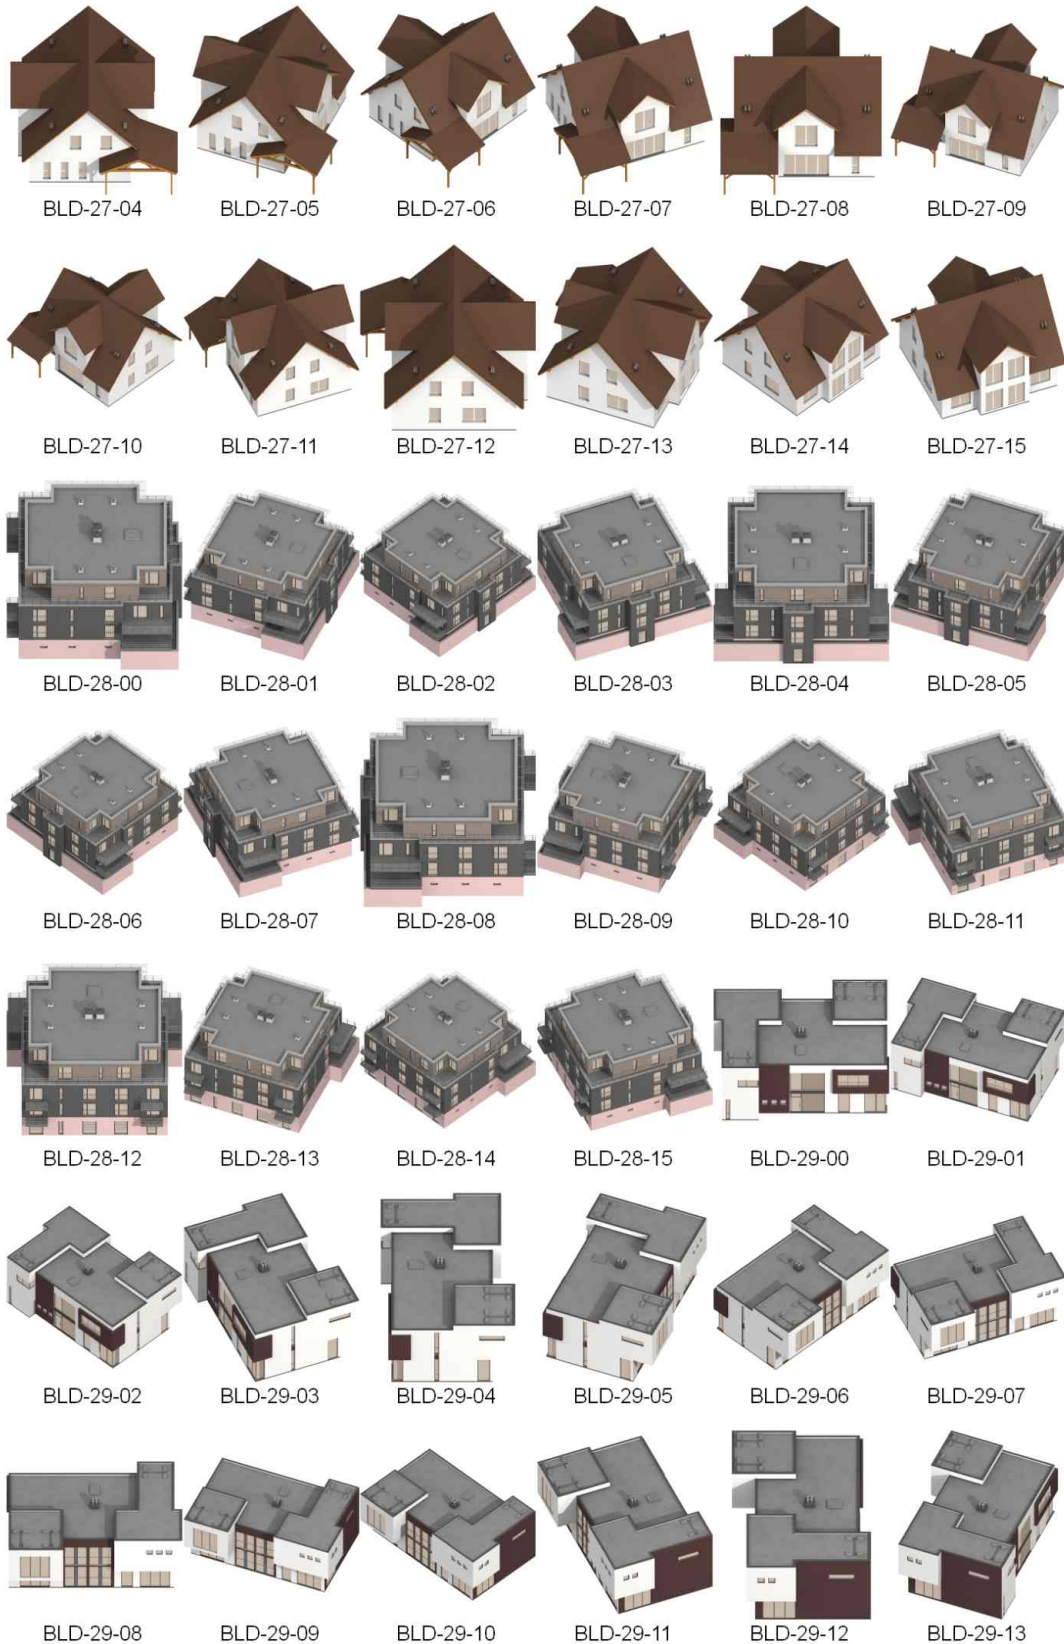 BLD-27-04 BLD-27-05 BLD-27-06 BLD-27-07 BLD-27-08 BLD-27-09
BLD-27-10 BLD-27-11 BLD-27-12 BLD-27-13 BLD-27-14 BLD-27-15
BLD-28-00 BLD-28-01 BLD-28-02 BLD-28-03 BLD-28-04 BLD-28-05
BLD-28-06 BLD-28-07 BLD-28-08 BLD-28-09 BLD-28-10 BLD-28-11
BLD-28-12 BLD-28-13 BLD-28-14 BLD-28-15 BLD-29-00 BLD-29-01
BLD-29-02 BLD-29-03 BLD-29-04 BLD-29-05 BLD-29-06 BLD-29-07
BLD-29-08 BLD-29-09 BLD-29-10 BLD-29-11 BLD-29-12 BLD-29-13